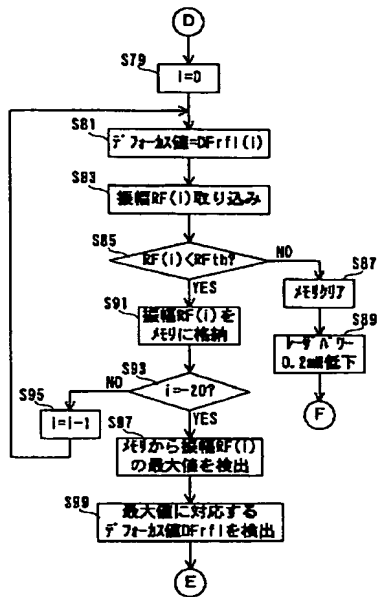 D
S79
i=0
S81
ﾃﾞﾌｫｰｶｽ値=DFrfl(i)
S83
振幅RF(i)取り込み
S85
RF(i)<RFth?
NO
S87
ﾒﾓﾘｸﾘｱ
YES
S91
振幅RF(i)を
ﾒﾓﾘに格納
S89
ﾚｰｻﾞﾊﾟﾜｰ
0.2mW低下
F
S93
NO
i=-20?
S95
i=i-1
YES
S97
ﾒﾓﾘから振幅RF(i)
の最大値を検出
S99
最大値に対応する
ﾃﾞﾌｫｰｶｽ値DFrflを検出
E